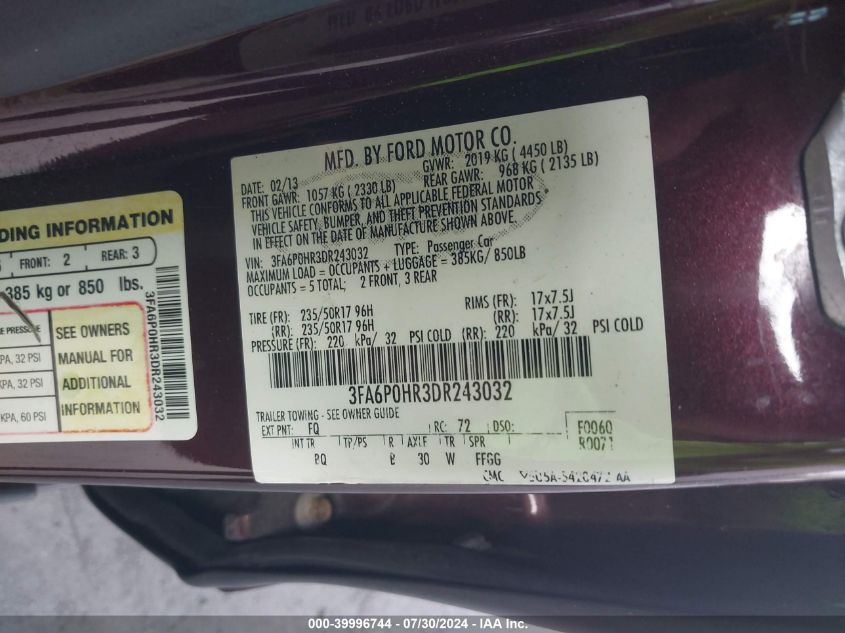 DING INFORMATION
FRONT: 2 REAR: 3
385 kg or 850 lbs.
PRESSURE
PA, 32 PSI
KPA, 32 PSI
KPA, 60 PSI
SEE OWNERS
MANUAL FOR
ADDITIONAL
INFORMATION
3FA6P0HR3DR243032
MFD. BY FORD MOTOR CO.
DATE: 02/13 GVWR: 2019 KG ( 4450 LB)
FRONT GAWR: 1057 KG ( 2330 LB) REAR GAWR: 968 KG ( 2135 LB)
THIS VEHICLE CONFORMS TO ALL APPLICABLE FEDERAL MOTOR
VEHICLE SAFETY, BUMPER, AND THEFT PREVENTION STANDARDS
IN EFFECT ON THE DATE OF MANUFACTURE SHOWN ABOVE.
VIN: 3FA6P0HR3DR243032 TYPE: Passenger Car
MAXIMUM LOAD = OCCUPANTS + LUGGAGE = 385KG/ 850LB
OCCUPANTS = 5 TOTAL; 2 FRONT, 3 REAR
TIRE (FR): 235/50R17 96H RIMS (FR): 17x7.5J
(RR): 235/50R17 96H (RR): 17x7.5J
PRESSURE (FR): 220 kPa/ 32 PSI COLD (RR): 220 kPa/ 32 PSI COLD
3FA6P0HR3DR243032
TRAILER TOWING - SEE OWNER GUIDE
EXT PNT: FQ RC: 72 DSO: F0060
INT TR TP/PS R AXLE TR SPR R0071
30 W FFGG
000-39996744 / 07/30/2024 - IAA Inc.